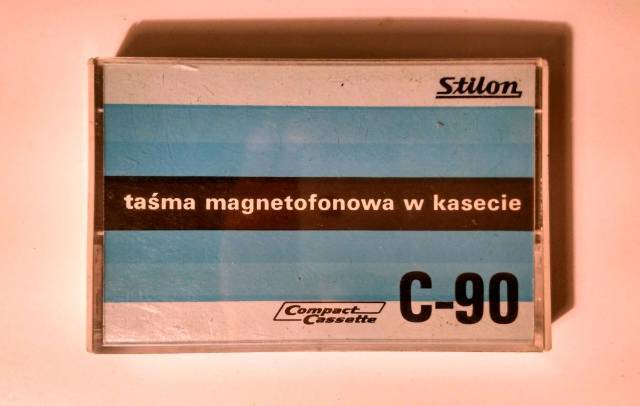 Stilon
taśma magnetofonowa w kasecie
Compact
Cassette
C-90